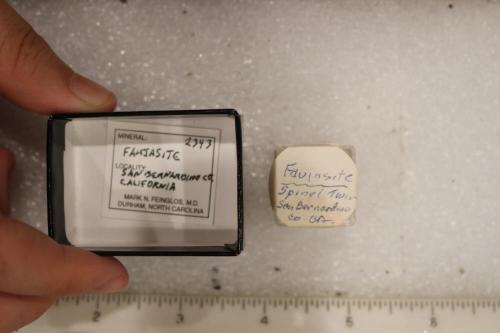 MINERAL: 2343
FAUJASITE
LOCALITY:
SAN BERNARDINO CO,
CALIFORNIA
MARK N. FEINGLOS, M.D.
DURHAM, NORTH CAROLINA
Faujasite
Spinel Twin
San Bernardino
Co. CA.
2 3 4 5 6